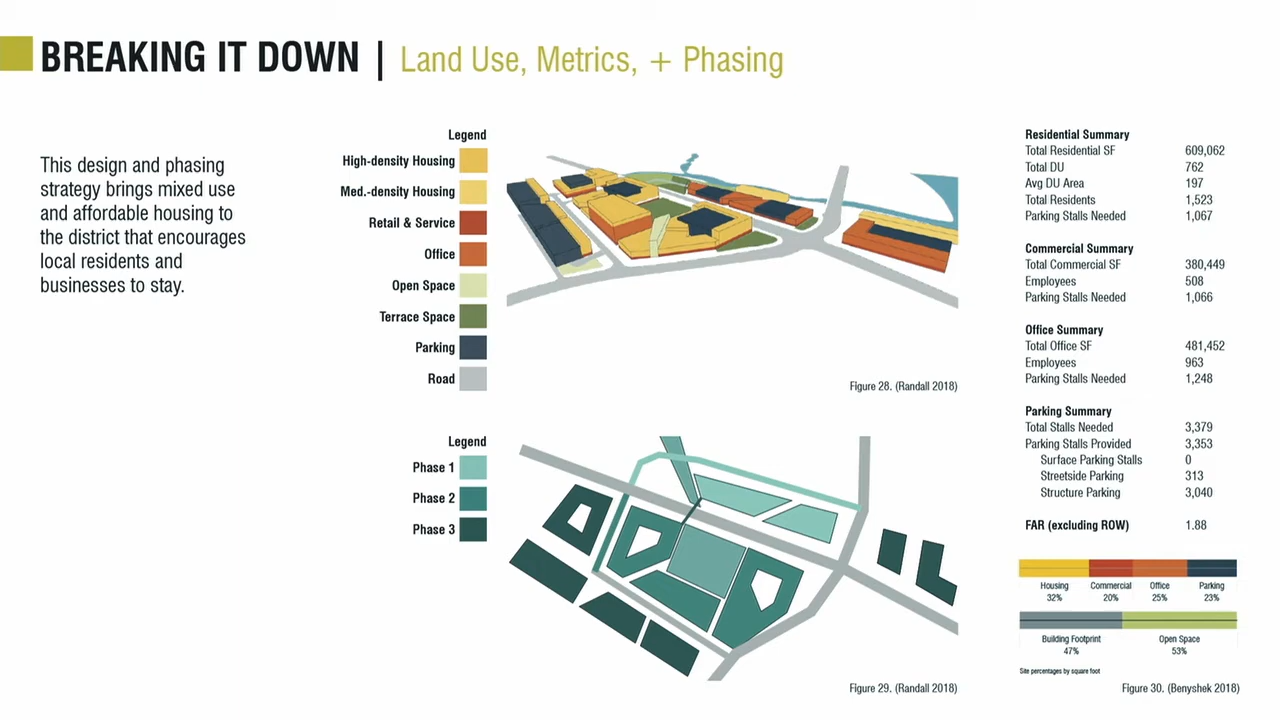 BREAKING IT DOWN | Land Use, Metrics, + Phasing
This design and phasing
strategy brings mixed use
and affordable housing to
the district that encourages
local residents and
businesses to stay.
Legend
High-density Housing
Med.-density Housing
Retail & Service
Office
Open Space
Terrace Space
Parking
Road
Figure 28. (Randall 2018)
Legend
Phase 1
Phase 2
Phase 3
Figure 29. (Randall 2018)
Residential Summary
Total Residential SF 609,062
Total DU 762
Avg DU Area 197
Total Residents 1,523
Parking Stalls Needed 1,067
Commercial Summary
Total Commercial SF 380,449
Employees 508
Parking Stalls Needed 1,066
Office Summary
Total Office SF 481,452
Employees 963
Parking Stalls Needed 1,248
Parking Summary
Total Stalls Needed 3,379
Parking Stalls Provided 3,353
Surface Parking Stalls 0
Streetside Parking 313
Structure Parking 3,040
FAR (excluding ROW) 1.88
Housing Commercial Office Parking
32% 20% 25% 23%
Building Footprint Open Space
47% 53%
Site percentages by square foot
Figure 30. (Benyshek 2018)